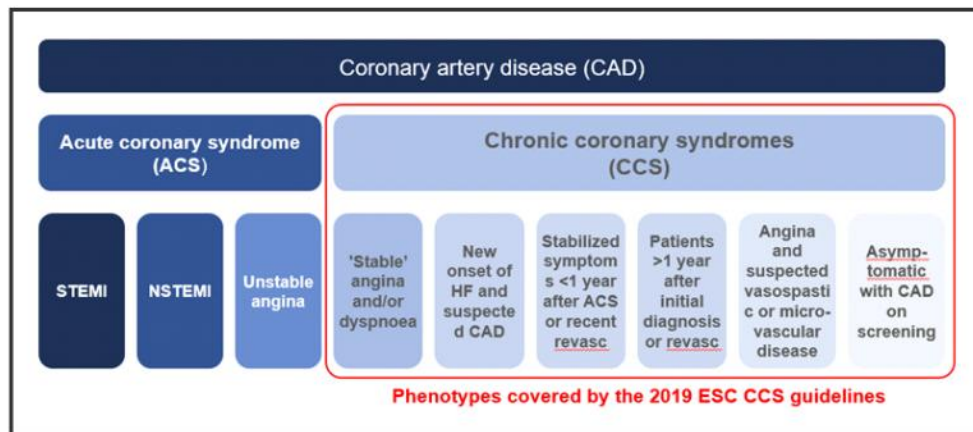 Coronary artery disease (CAD)
Acute coronary syndrome
(ACS)
Chronic coronary syndromes
(CCS)
STEMI
NSTEMI
Unstable
angina
'Stable'
angina
and/or
dyspnoea
New
onset of
HF and
suspecte
d CAD
Stabilized
symptom
s <1 year
after ACS
or recent
revasc
Patients
>1 year
after
initial
diagnosis
or revasc
Angina
and
suspected
vasospasti
c or micro-
vascular
disease
Asymp-
tomatic
with CAD
on
screening
Phenotypes covered by the 2019 ESC CCS guidelines